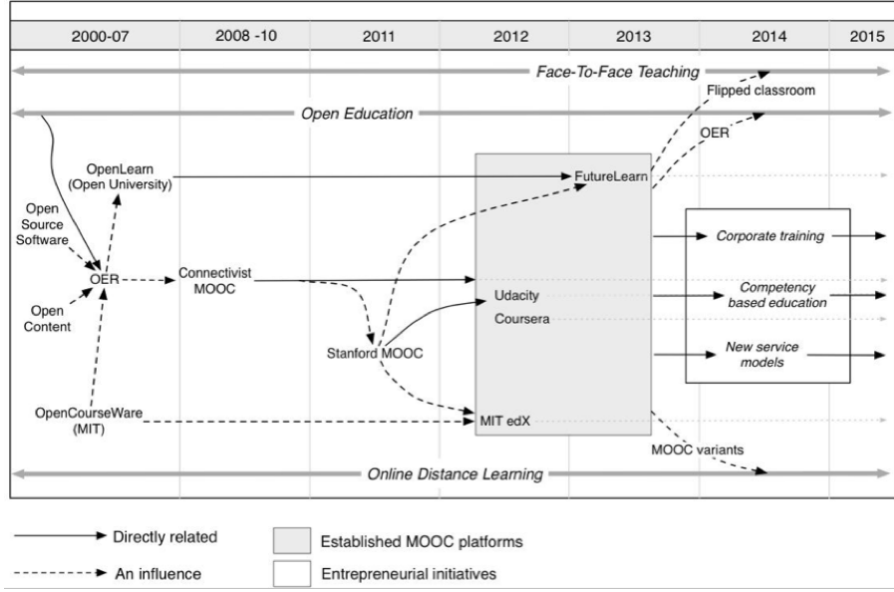 2000-07 2008 -10 2011 2012 2013 2014 2015
Face-To-Face Teaching
Flipped classroom
Open Education
OER
OpenLearn
(Open University)
FutureLearn
Open
Source
Software
Corporate training
OER
Connectivist
MOOC
Udacity
Competency
based education
Open
Content
Coursera
Stanford MOOC
New service
models
OpenCourseWare
(MIT)
MIT edX
MOOC variants
Online Distance Learning
Directly related
Established MOOC platforms
An influence
Entrepreneurial initiatives